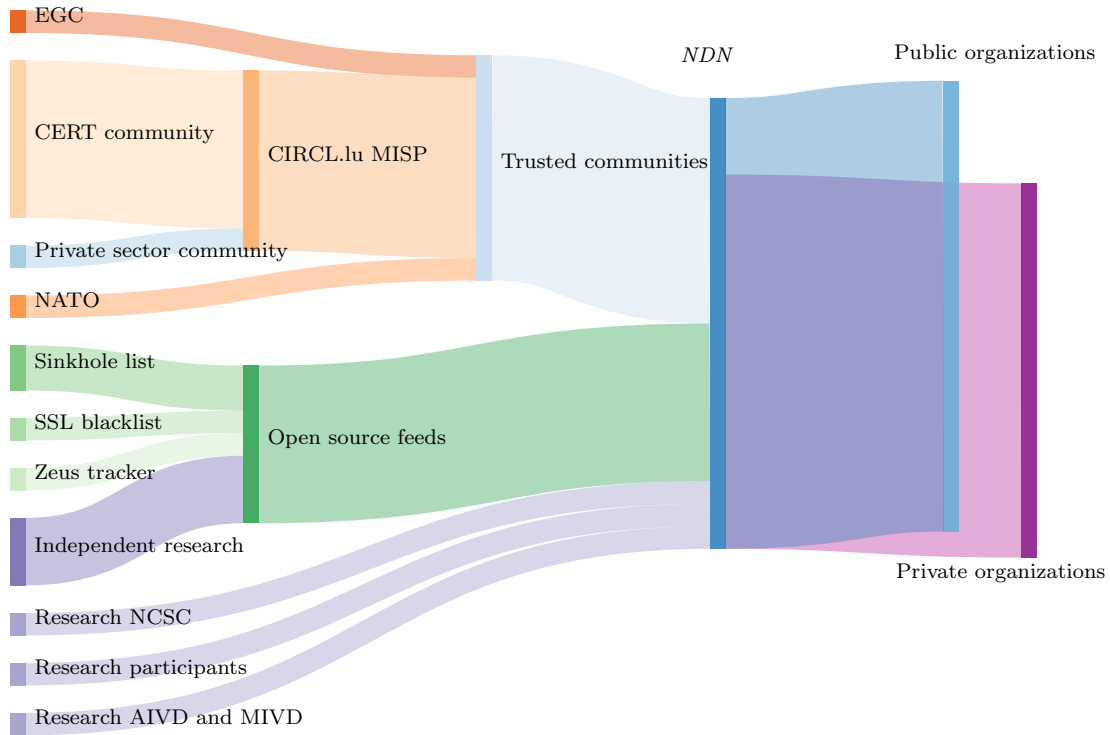 EGC
NDN
Public organizations
CERT community
CIRCL.lu MISP
Trusted communities
Private sector community
NATO
Sinkhole list
SSL blacklist
Open source feeds
Zeus tracker
Independent research
Private organizations
Research NCSC
Research participants
Research AIVD and MIVD